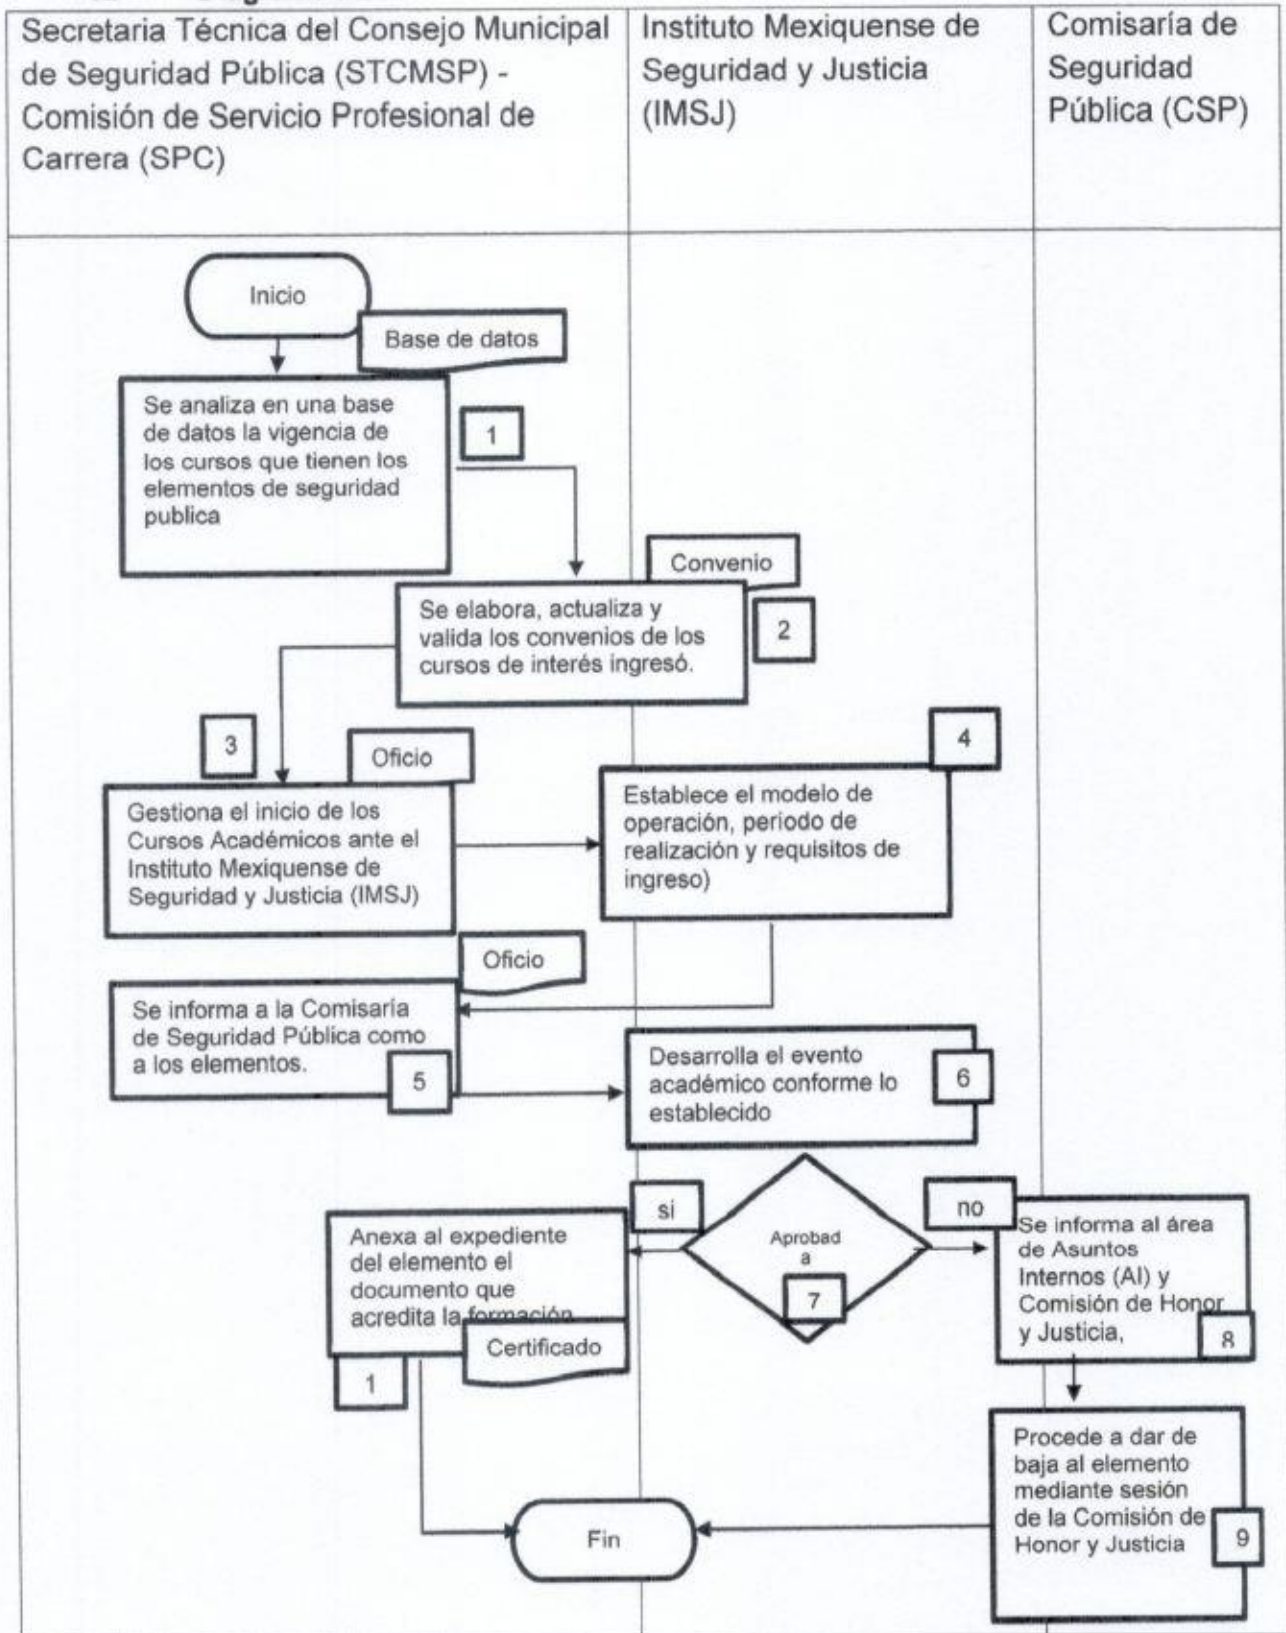 Secretaria Técnica del Consejo Municipal
de Seguridad Pública (STCMSP) -
Comisión de Servicio Profesional de
Carrera (SPC)
Instituto Mexiquense de
Seguridad y Justicia
(IMSJ)
Comisaría de
Seguridad
Pública (CSP)
Inicio
Base de datos
Se analiza en una base
de datos la vigencia de
los cursos que tienen los
elementos de seguridad
publica
1
Convenio
Se elabora, actualiza y
valida los convenios de los
cursos de interés ingresó.
2
3
Oficio
Gestiona el inicio de los
Cursos Académicos ante el
Instituto Mexiquense de
Seguridad y Justicia (IMSJ)
4
Establece el modelo de
operación, periodo de
realización y requisitos de
ingreso)
Oficio
Se informa a la Comisaría
de Seguridad Pública como
a los elementos.
5
Desarrolla el evento
académico conforme lo
establecido
6
si
Aprobad
a
7
no
Anexa al expediente
del elemento el
documento que
acredita la formación
Certificado
1
Se informa al área
de Asuntos
Internos (AI) y
Comisión de Honor
y Justicia,
8
Procede a dar de
baja al elemento
mediante sesión
de la Comisión de
Honor y Justicia
9
Fin